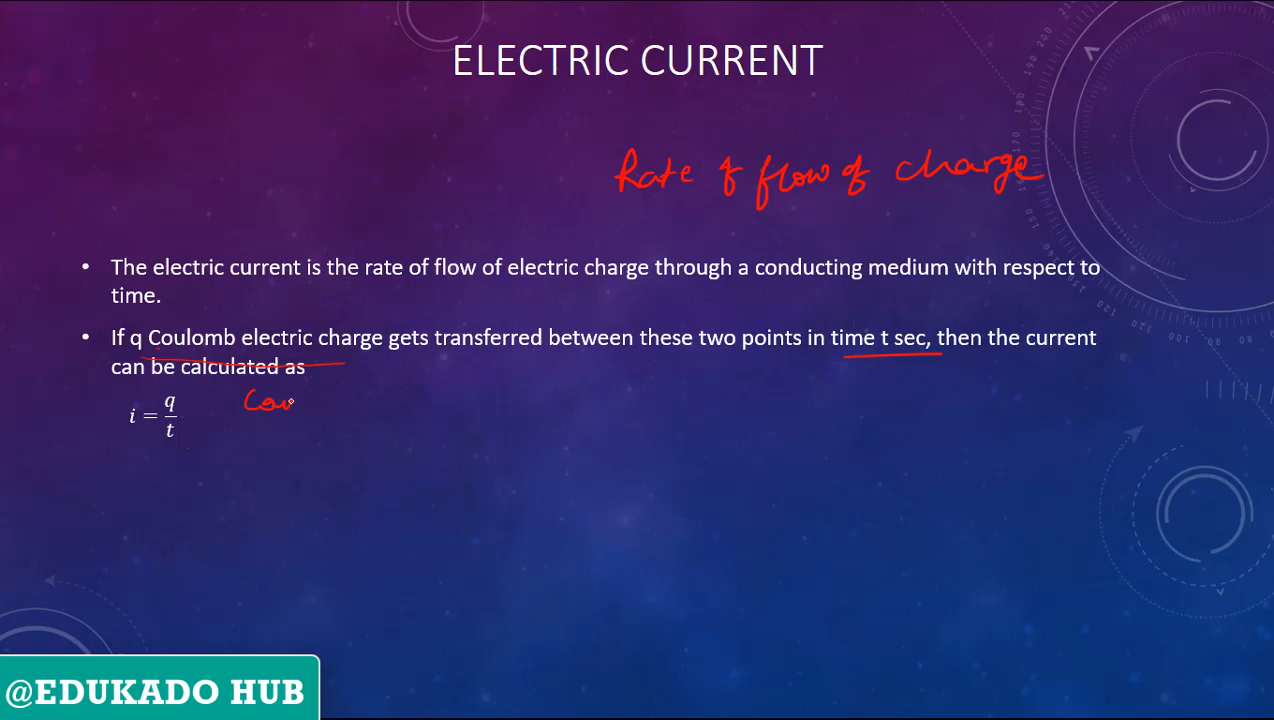 ELECTRIC CURRENT
Rate of flow of charge
• The electric current is the rate of flow of electric charge through a conducting medium with respect to
time.
• If q Coulomb electric charge gets transferred between these two points in time t sec, then the current
can be calculated as
i = q/t
@EDUKADO HUB